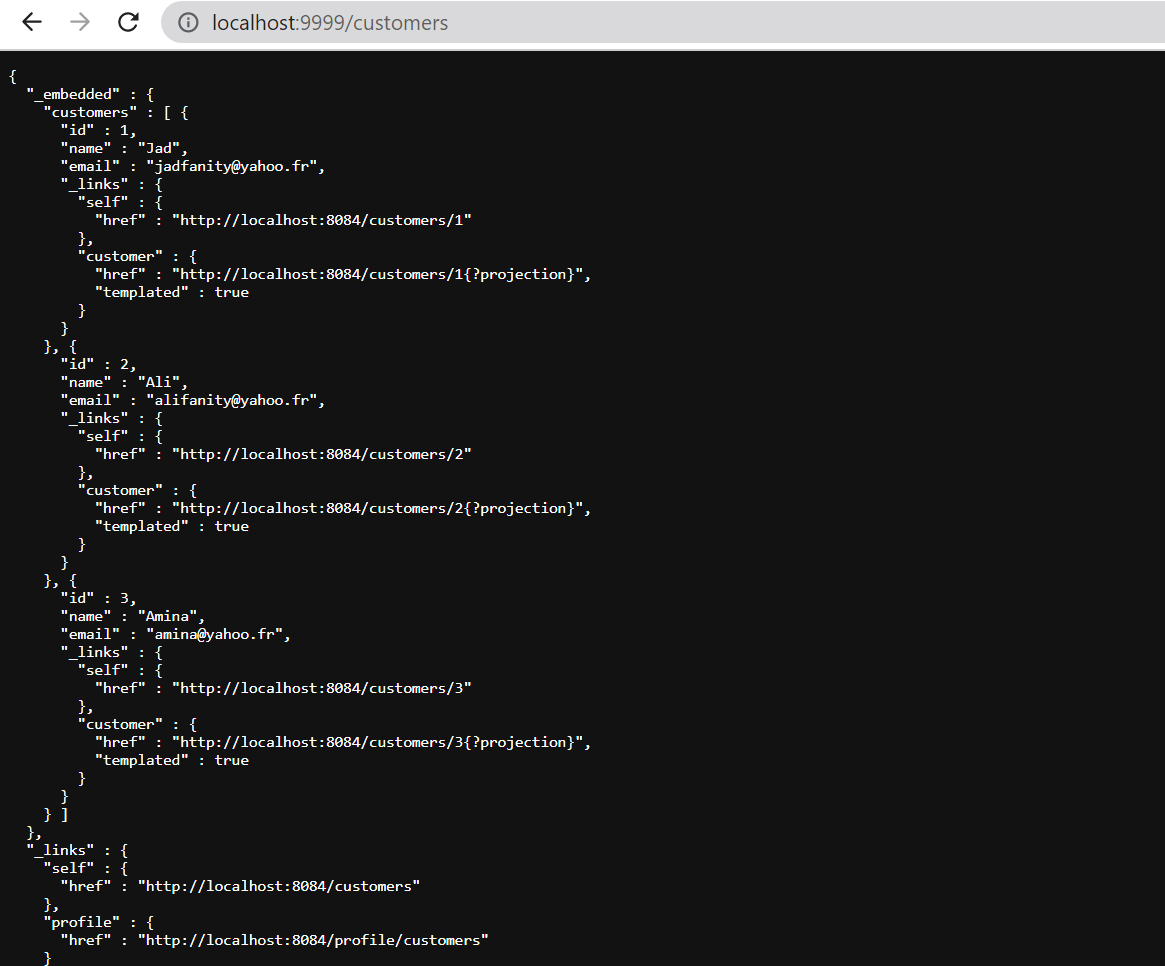 localhost:9999/customers
{
  "_embedded" : {
    "customers" : [ {
      "id" : 1,
      "name" : "Jad",
      "email" : "jadfanity@yahoo.fr",
      "_links" : {
        "self" : {
          "href" : "http://localhost:8084/customers/1"
        },
        "customer" : {
          "href" : "http://localhost:8084/customers/1{?projection}",
          "templated" : true
        }
      }
    }, {
      "id" : 2,
      "name" : "Ali",
      "email" : "alifanity@yahoo.fr",
      "_links" : {
        "self" : {
          "href" : "http://localhost:8084/customers/2"
        },
        "customer" : {
          "href" : "http://localhost:8084/customers/2{?projection}",
          "templated" : true
        }
      }
    }, {
      "id" : 3,
      "name" : "Amina",
      "email" : "amina@yahoo.fr",
      "_links" : {
        "self" : {
          "href" : "http://localhost:8084/customers/3"
        },
        "customer" : {
          "href" : "http://localhost:8084/customers/3{?projection}",
          "templated" : true
        }
      }
    } ]
  },
  "_links" : {
    "self" : {
      "href" : "http://localhost:8084/customers"
    },
    "profile" : {
      "href" : "http://localhost:8084/profile/customers"
    }